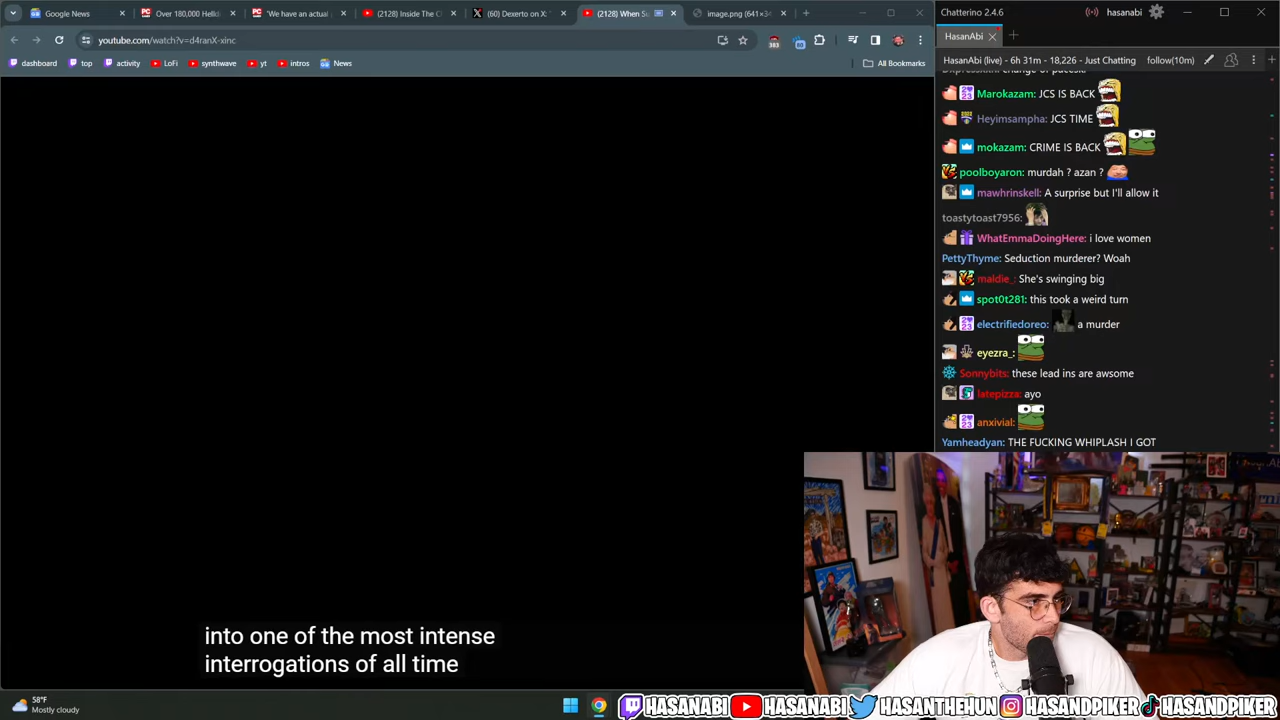 Google News
Over 180,000 Helld
"We have an actual
(2128) Inside The C
(60) Dexerto on X:
(2128) When S
image.png (641×3
youtube.com/watch?v=d4ranX-xinc
383
dashboard
top
activity
LoFi
synthwave
yt
intros
News
All Bookmarks
Chatterino 2.4.6
hasanabi
HasanAbi
HasanAbi (live) - 6h 31m - 18,226 - Just Chatting
follow(10m)
Marokazam: JCS IS BACK
Heyimsampha: JCS TIME
mokazam: CRIME IS BACK
poolboyaron: murdah ? azan ?
mawhrinskell: A surprise but I'll allow it
toastytoast7956:
WhatEmmaDoingHere: i love women
PettyThyme: Seduction murderer? Woah
maldie_: She's swinging big
spot0t281: this took a weird turn
electrifiedoreo: a murder
eyezra_:
Sonnybits: these lead ins are awsome
latepizza: ayo
anxivial:
Yamheadyan: THE FUCKING WHIPLASH I GOT
into one of the most intense
interrogations of all time
58°F
Mostly cloudy
HASANABI HASANABI HASANTHEHUN HASANDPIKER HASANDPIKER